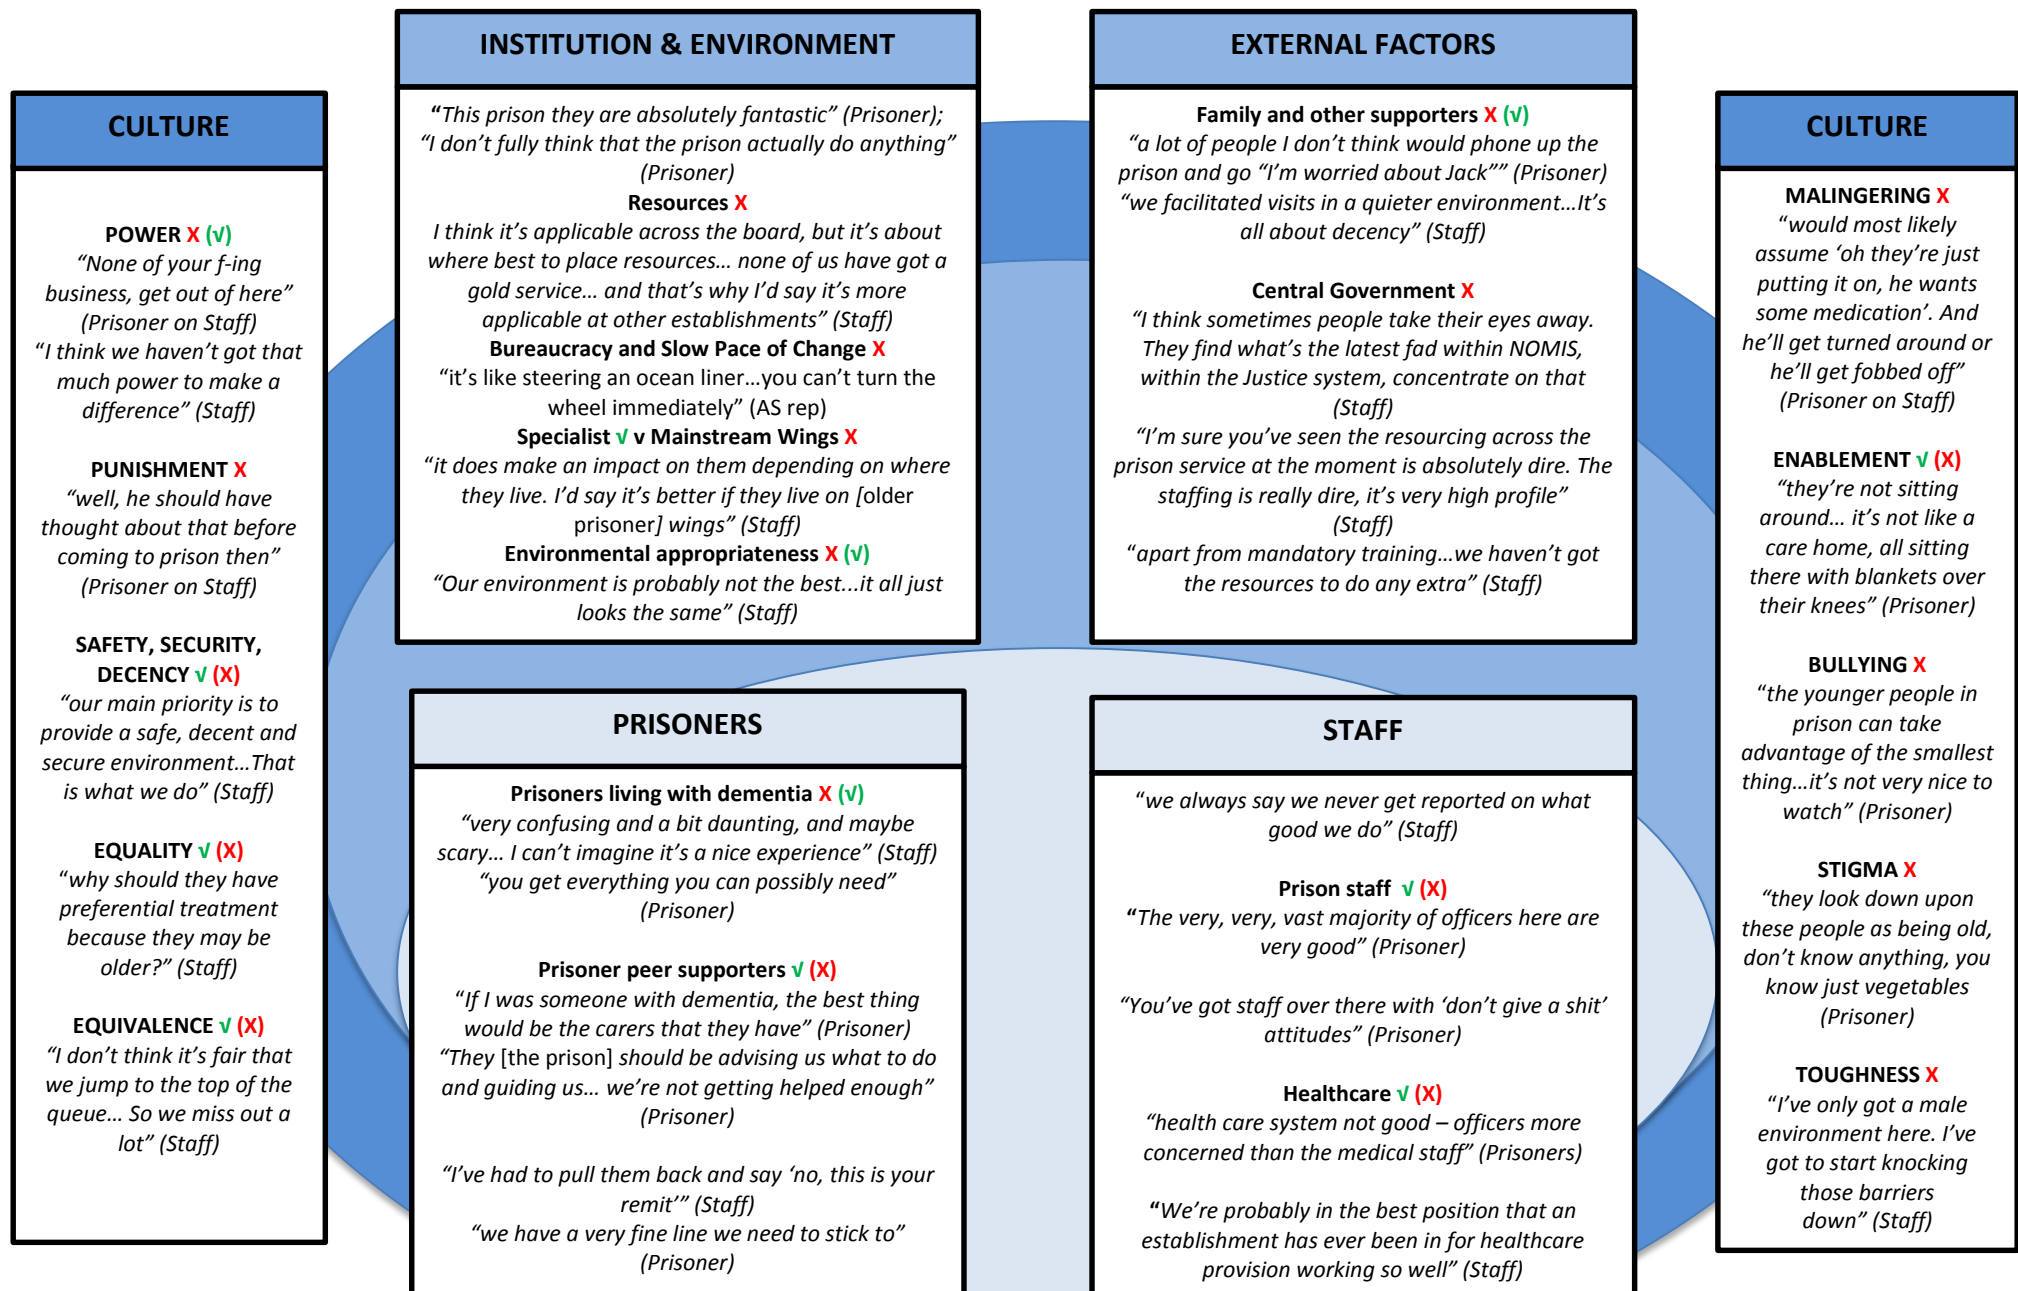 CULTURE
POWER X (√)
“None of your f-ing
business, get out of here”
(Prisoner on Staff)
“I think we haven’t got that
much power to make a
difference” (Staff)
PUNISHMENT X
“well, he should have
thought about that before
coming to prison then”
(Prisoner on Staff)
SAFETY, SECURITY,
DECENCY √ (X)
“our main priority is to
provide a safe, decent and
secure environment…That
is what we do” (Staff)
EQUALITY √ (X)
“why should they have
preferential treatment
because they may be
older?” (Staff)
EQUIVALENCE √ (X)
“I don’t think it’s fair that
we jump to the top of the
queue… So we miss out a
lot” (Staff)
INSTITUTION & ENVIRONMENT
“This prison they are absolutely fantastic” (Prisoner);
“I don’t fully think that the prison actually do anything”
(Prisoner)
Resources X
I think it’s applicable across the board, but it’s about
where best to place resources… none of us have got a
gold service… and that’s why I’d say it’s more
applicable at other establishments” (Staff)
Bureaucracy and Slow Pace of Change X
“it’s like steering an ocean liner…you can’t turn the
wheel immediately” (AS rep)
Specialist √ v Mainstream Wings X
“it does make an impact on them depending on where
they live. I’d say it’s better if they live on [older
prisoner] wings” (Staff)
Environmental appropriateness X (√)
“Our environment is probably not the best...it all just
looks the same” (Staff)
EXTERNAL FACTORS
Family and other supporters X (√)
“a lot of people I don’t think would phone up the
prison and go “I’m worried about Jack”” (Prisoner)
“we facilitated visits in a quieter environment…It’s
all about decency” (Staff)
Central Government X
“I think sometimes people take their eyes away.
They find what’s the latest fad within NOMIS,
within the Justice system, concentrate on that
(Staff)
“I’m sure you’ve seen the resourcing across the
prison service at the moment is absolutely dire. The
staffing is really dire, it’s very high profile”
(Staff)
“apart from mandatory training…we haven’t got
the resources to do any extra” (Staff)
PRISONERS
Prisoners living with dementia X (√)
“very confusing and a bit daunting, and maybe
scary… I can’t imagine it’s a nice experience” (Staff)
“you get everything you can possibly need”
(Prisoner)
Prisoner peer supporters √ (X)
“If I was someone with dementia, the best thing
would be the carers that they have” (Prisoner)
“They [the prison] should be advising us what to do
and guiding us… we’re not getting helped enough”
(Prisoner)
“I’ve had to pull them back and say ‘no, this is your
remit’” (Staff)
“we have a very fine line we need to stick to”
(Prisoner)
STAFF
“we always say we never get reported on what
good we do” (Staff)
Prison staff √ (X)
“The very, very, vast majority of officers here are
very good” (Prisoner)
“You’ve got staff over there with ‘don’t give a shit’
attitudes” (Prisoner)
Healthcare √ (X)
“health care system not good – officers more
concerned than the medical staff” (Prisoners)
“We’re probably in the best position that an
establishment has ever been in for healthcare
provision working so well” (Staff)
CULTURE
MALINGERING X
“would most likely
assume ‘oh they’re just
putting it on, he wants
some medication’. And
he’ll get turned around or
he’ll get fobbed off”
(Prisoner on Staff)
ENABLEMENT √ (X)
“they’re not sitting
around… it’s not like a
care home, all sitting
there with blankets over
their knees” (Prisoner)
BULLYING X
“the younger people in
prison can take
advantage of the smallest
thing…it’s not very nice to
watch” (Prisoner)
STIGMA X
“they look down upon
these people as being old,
don’t know anything, you
know just vegetables
(Prisoner)
TOUGHNESS X
“I’ve only got a male
environment here. I’ve
got to start knocking
those barriers
down” (Staff)